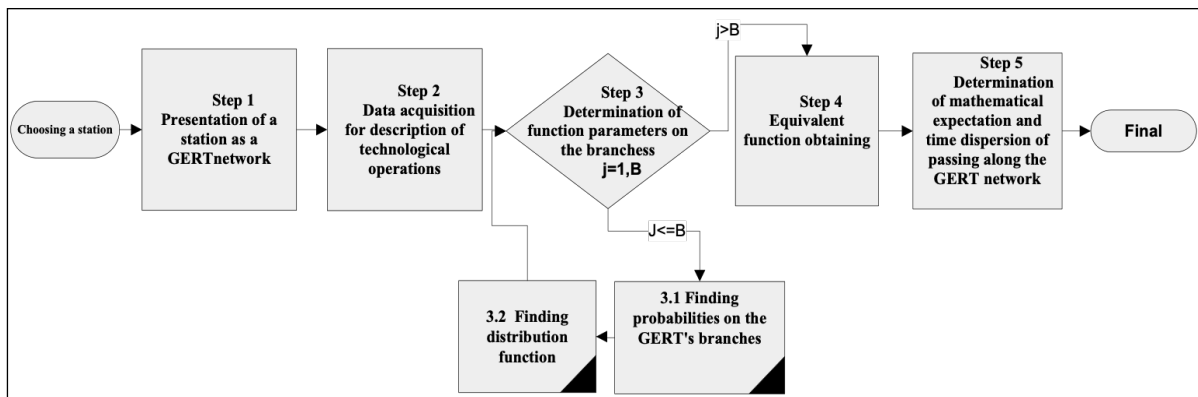 Choosing a station
Step 1
Presentation of a
station as a
GERTnetwork
Step 2
Data acquisition
for description of
technological
operations
Step 3
Determination of
function parameters on
the branchess
j=1,B
j>B
Step 4
Equivalent
function obtaining
Step 5
Determination
of mathematical
expectation and
time dispersion of
passing along the
GERT network
Final
J<=B
3.1 Finding
probabilities on the
GERT's branches
3.2 Finding
distribution
function